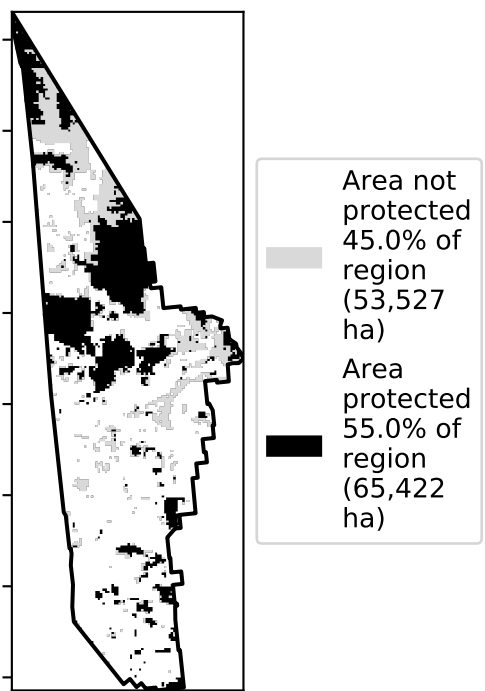 Area not
protected
45.0% of
region
(53,527
ha)
Area
protected
55.0% of
region
(65,422
ha)